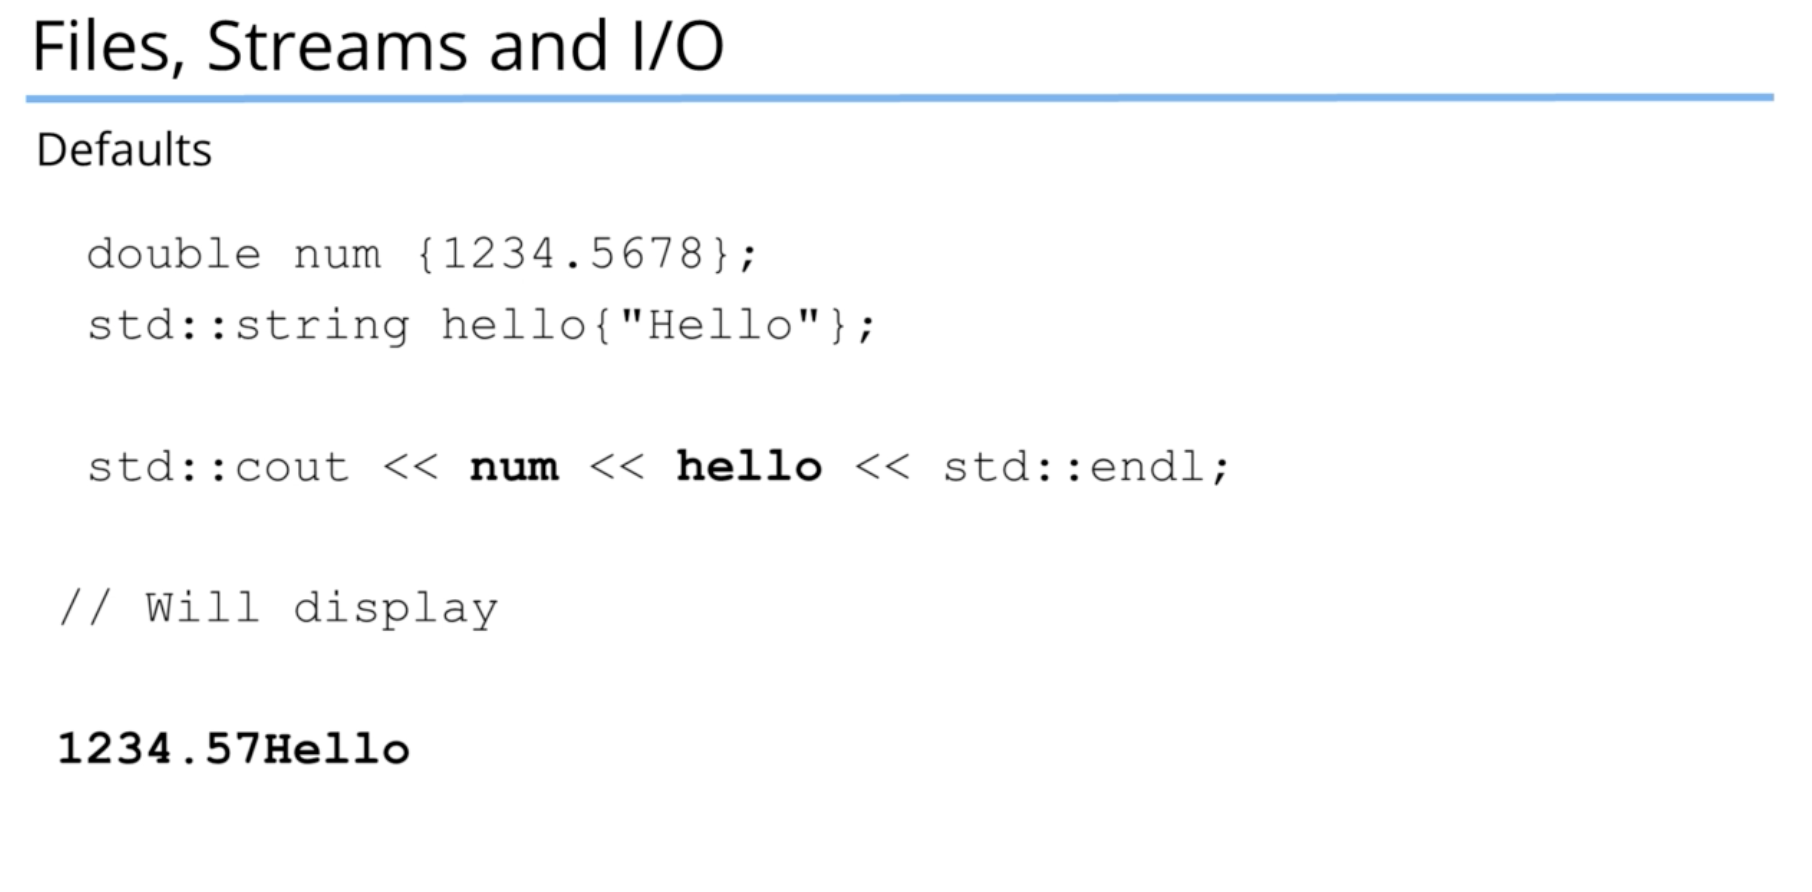 Files, Streams and I/O
Defaults
double num {1234.5678};
std::string hello{"Hello"};
std::cout << num << hello << std::endl;
// Will display
1234.57Hello